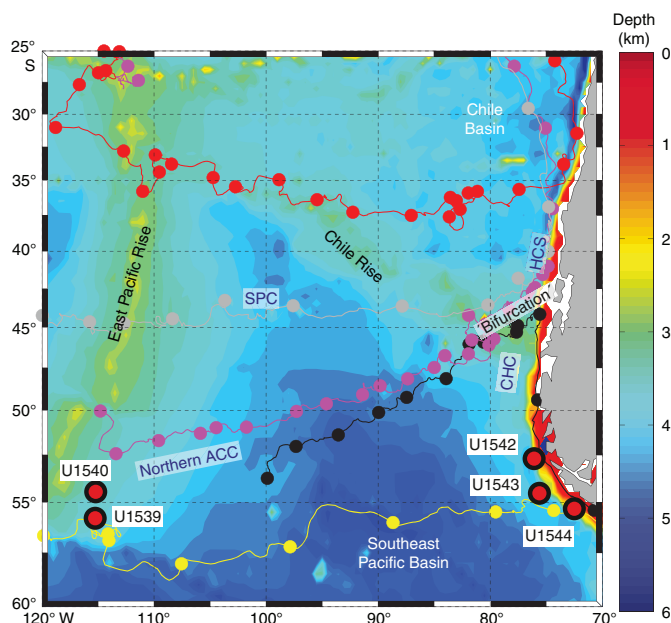 Depth
(km)
25°
S
30°
35°
40°
45°
50°
55°
60°
120° W
110°
100°
90°
80°
70°
0
1
2
3
4
5
6
Chile
Basin
HCS
East Pacific Rise
Chile Rise
SPC
Bifurcation
CHC
Northern ACC
U1542
U1540
U1543
U1539
U1544
Southeast
Pacific Basin